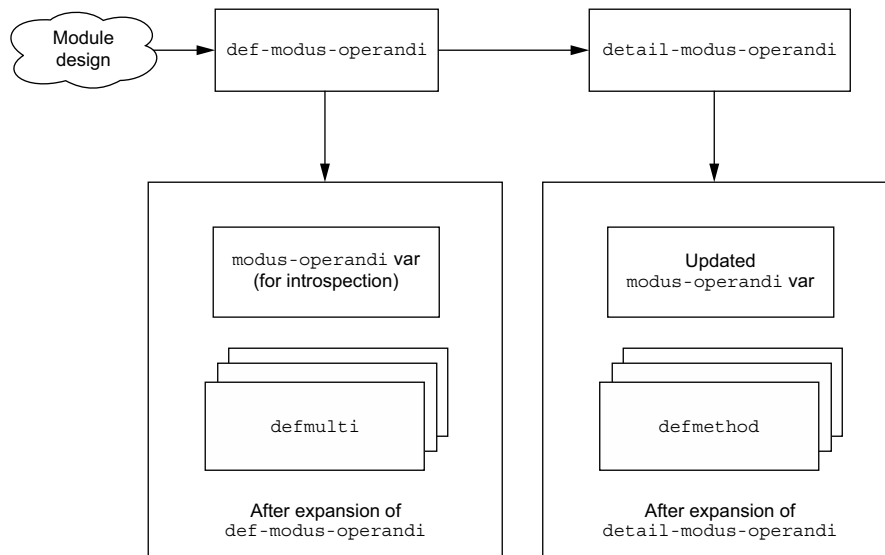 Module
design
def-modus-operandi
detail-modus-operandi
modus-operandi var
(for introspection)
Updated
modus-operandi var
defmulti
defmethod
After expansion of
def-modus-operandi
After expansion of
detail-modus-operandi